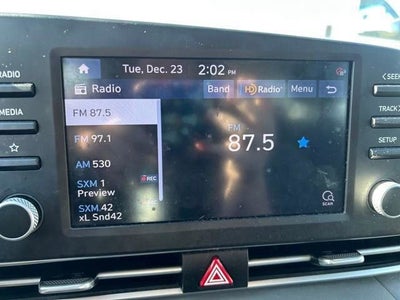 Tue, Dec. 23 2:02 PM
RADIO
Radio Band HD Radio Menu
SEEK
MEDIA
FM 87.5
TRACK
FM 97.1
FM
87.5
AM 530
SETUP
SXM 1
Preview
REC
SXM 42
xL Snd42
SCAN